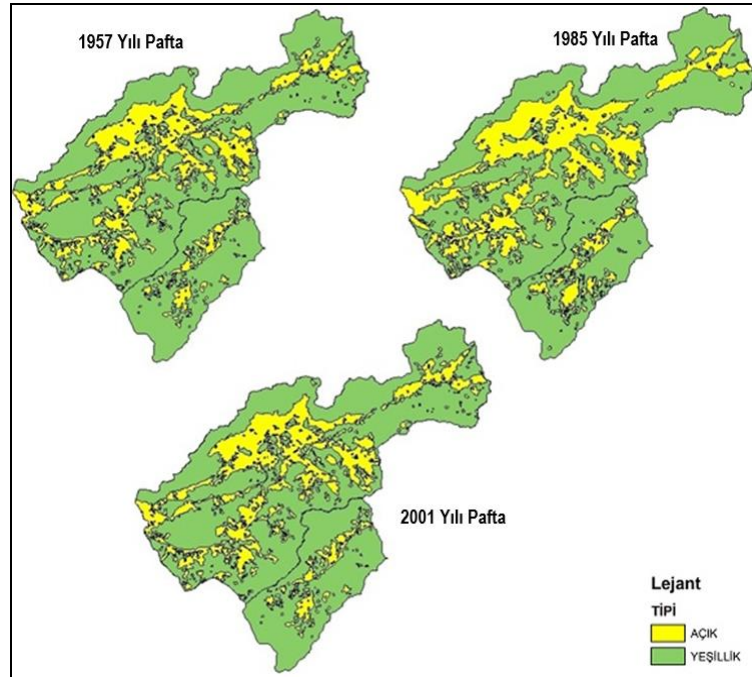 1957 Yılı Pafta
1985 Yılı Pafta
2001 Yılı Pafta
Lejant
TİPİ
AÇIK
YEŞİLLİK